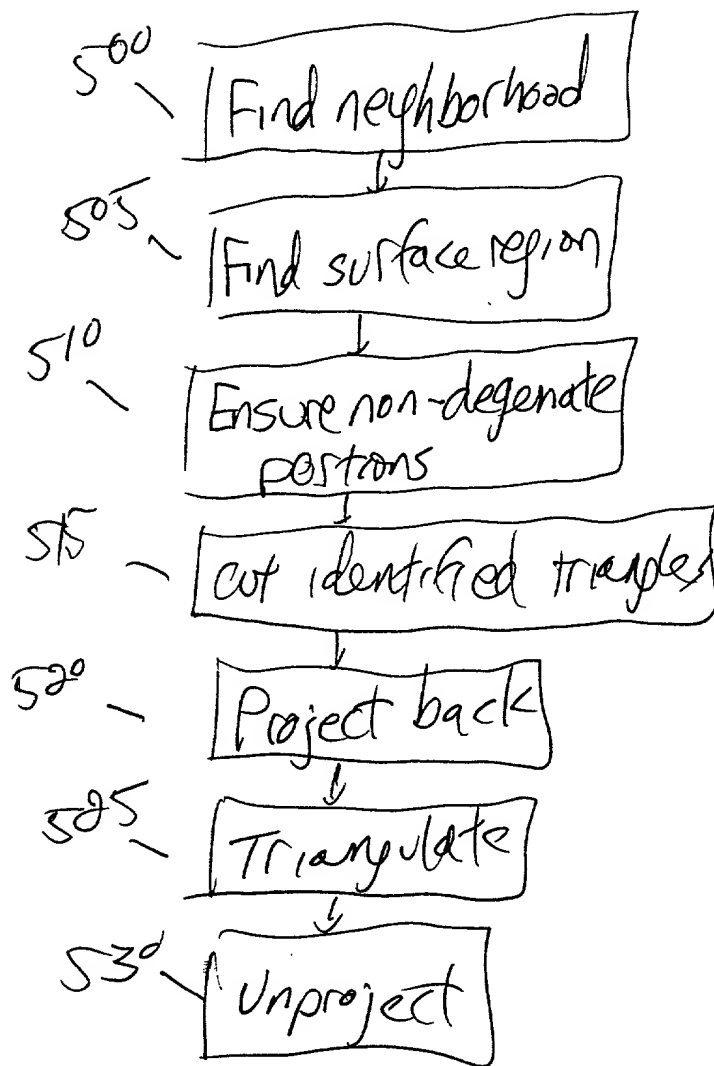 500
Find neighborhood
505
Find surface region
510
Ensure non-degenate
portions
515
cut identified triangles
520
Project back
525
Triangulate
530
Unproject